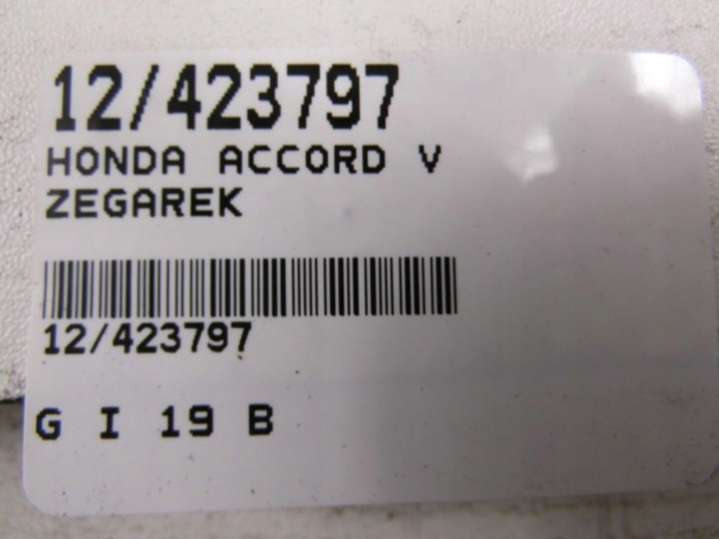 12/423797
HONDA ACCORD V
ZEGAREK
12/423797
G I 19 B